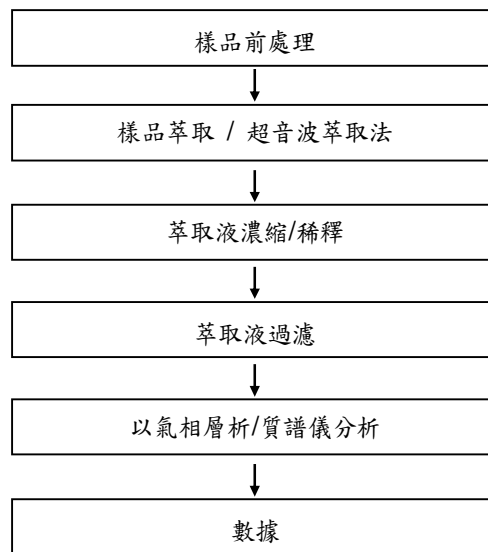 樣品前處理
樣品萃取 / 超音波萃取法
萃取液濃縮/稀釋
萃取液過濾
以氣相層析/質譜儀分析
數據